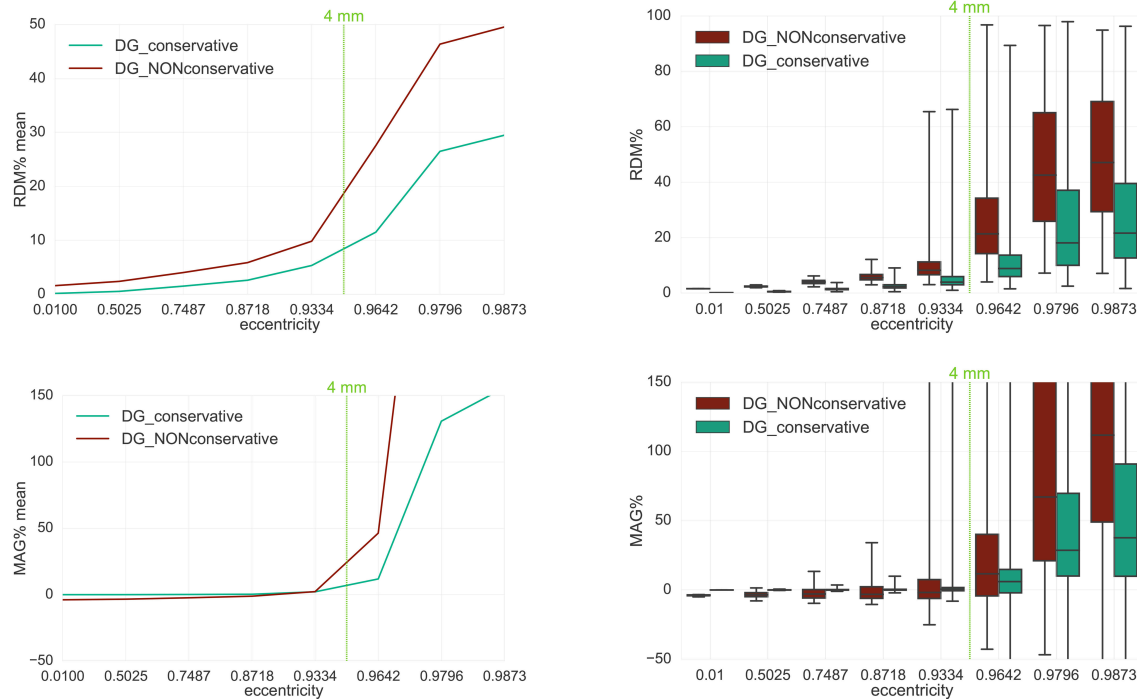 4 mm
50
40
30
20
10
0
RDM% mean
DG_conservative
DG_NONconservative
0.0100 0.5025 0.7487 0.8718 0.9334 0.9642 0.9796 0.9873
eccentricity
4 mm
100
80
60
40
20
0
RDM%
DG_NONconservative
DG_conservative
0.01 0.5025 0.7487 0.8718 0.9334 0.9642 0.9796 0.9873
eccentricity
4 mm
150
100
50
0
−50
MAG% mean
DG_conservative
DG_NONconservative
0.0100 0.5025 0.7487 0.8718 0.9334 0.9642 0.9796 0.9873
eccentricity
4 mm
150
100
50
0
−50
MAG%
DG_NONconservative
DG_conservative
0.01 0.5025 0.7487 0.8718 0.9334 0.9642 0.9796 0.9873
eccentricity